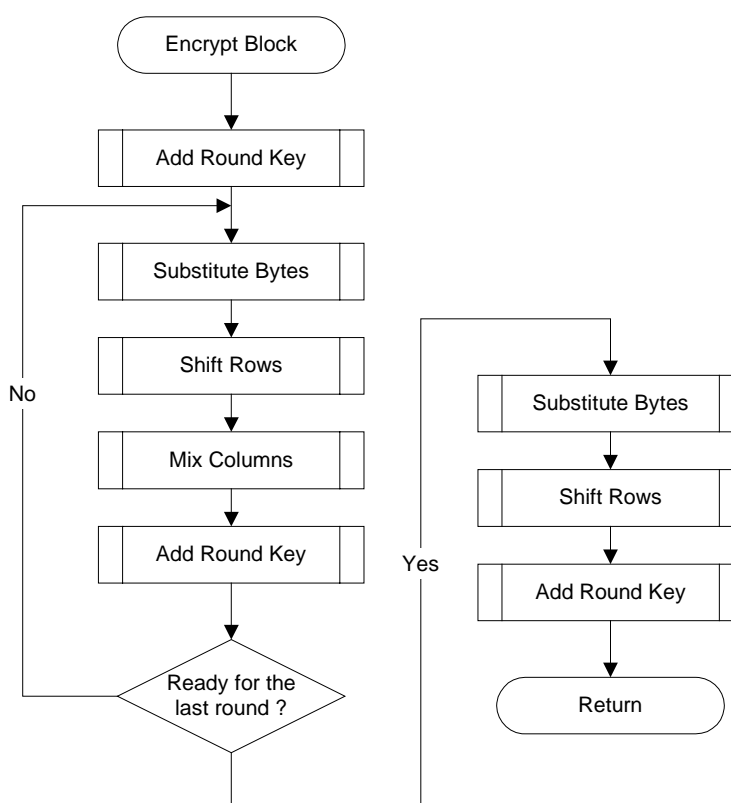 Encrypt Block
Add Round Key
Substitute Bytes
Shift Rows
Mix Columns
Add Round Key
Ready for the
last round ?
No
Yes
Substitute Bytes
Shift Rows
Add Round Key
Return